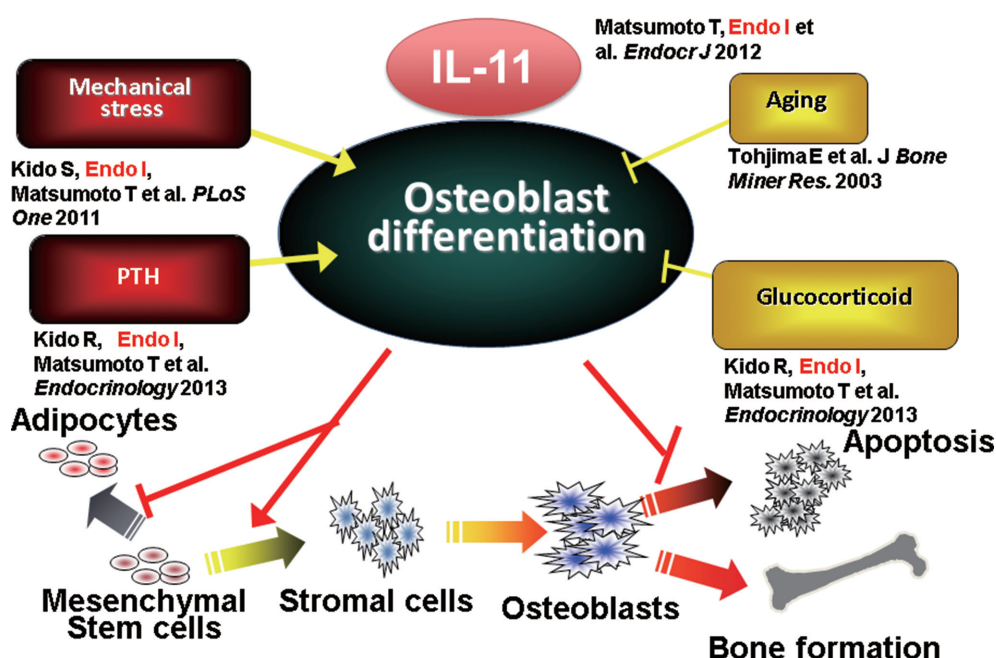 IL-11
Matsumoto T, Endo I et
al. Endocr J 2012
Mechanical
stress
Kido S, Endo I,
Matsumoto T et al. PLoS
One 2011
Aging
Tohjima E et al. J Bone
Miner Res. 2003
Osteoblast
differentiation
PTH
Kido R, Endo I,
Matsumoto T et al.
Endocrinology 2013
Glucocorticoid
Kido R, Endo I,
Matsumoto T et al.
Endocrinology 2013
Adipocytes
Apoptosis
Mesenchymal
Stem cells
Stromal cells
Osteoblasts
Bone formation